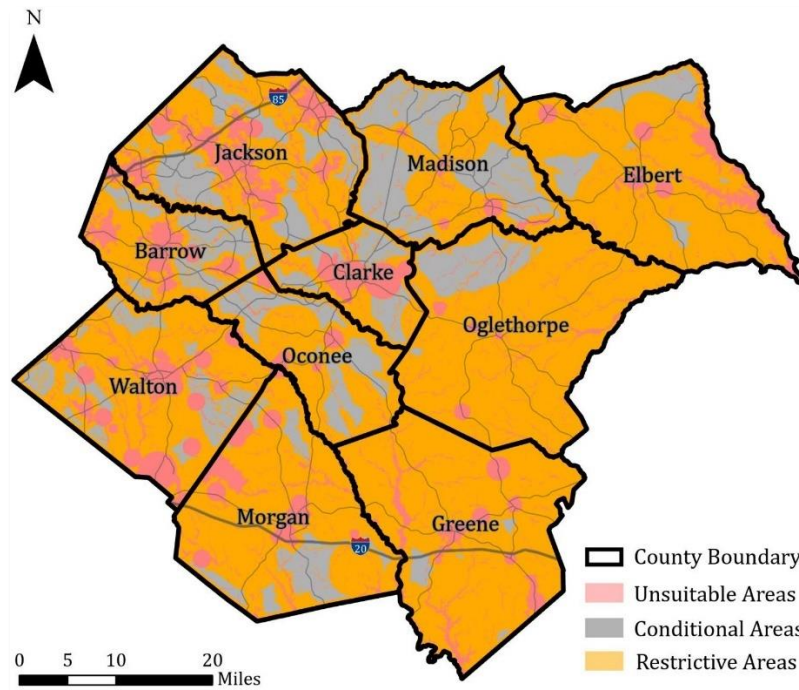 N
85
Jackson
Madison
Elbert
Barrow
Clarke
Oglethorpe
Oconee
Walton
Morgan
Greene
20
County Boundary
Unsuitable Areas
Conditional Areas
Restrictive Areas
0 5 10 20
Miles